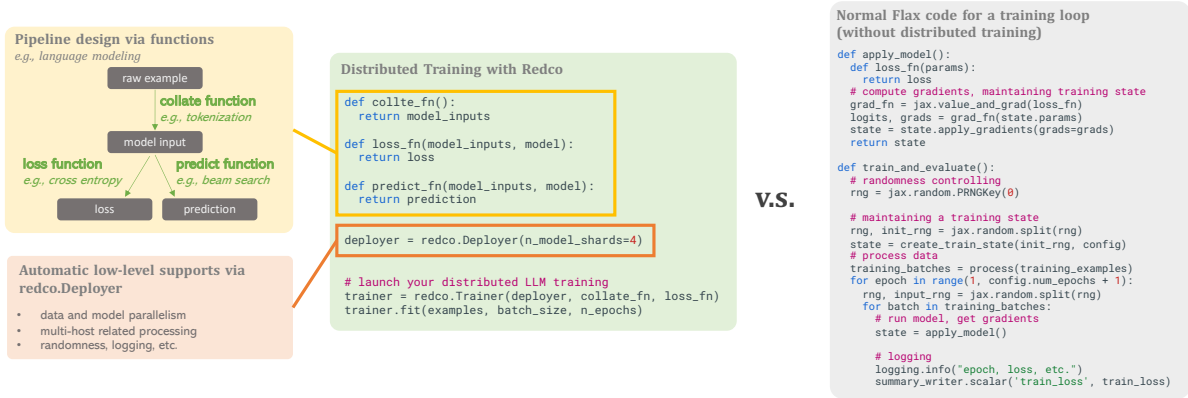 Pipeline design via functions
e.g., language modeling
raw example
collate function
e.g., tokenization
model input
loss function
e.g., cross entropy
predict function
e.g., beam search
loss
prediction
Automatic low-level supports via
redco.Deployer
• data and model parallelism
• multi-host related processing
• randomness, logging, etc.
Distributed Training with Redco
def collte_fn():
  return model_inputs
def loss_fn(model_inputs, model):
  return loss
def predict_fn(model_inputs, model):
  return prediction
deployer = redco.Deployer(n_model_shards=4)
# launch your distributed LLM training
trainer = redco.Trainer(deployer, collate_fn, loss_fn)
trainer.fit(examples, batch_size, n_epochs)
v.s.
Normal Flax code for a training loop
(without distributed training)
def apply_model():
  def loss_fn(params):
    return loss
  # compute gradients, maintaining training state
  grad_fn = jax.value_and_grad(loss_fn)
  logits, grads = grad_fn(state.params)
  state = state.apply_gradients(grads=grads)
  return state
def train_and_evaluate():
  # randomness controlling
  rng = jax.random.PRNGKey(0)
  # maintaining a training state
  rng, init_rng = jax.random.split(rng)
  state = create_train_state(init_rng, config)
  # process data
  training_batches = process(training_examples)
  for epoch in range(1, config.num_epochs + 1):
    rng, input_rng = jax.random.split(rng)
    for batch in training_batches:
      # run model, get gradients
      state = apply_model()
      # logging
      logging.info("epoch, loss, etc.")
      summary_writer.scalar('train_loss', train_loss)